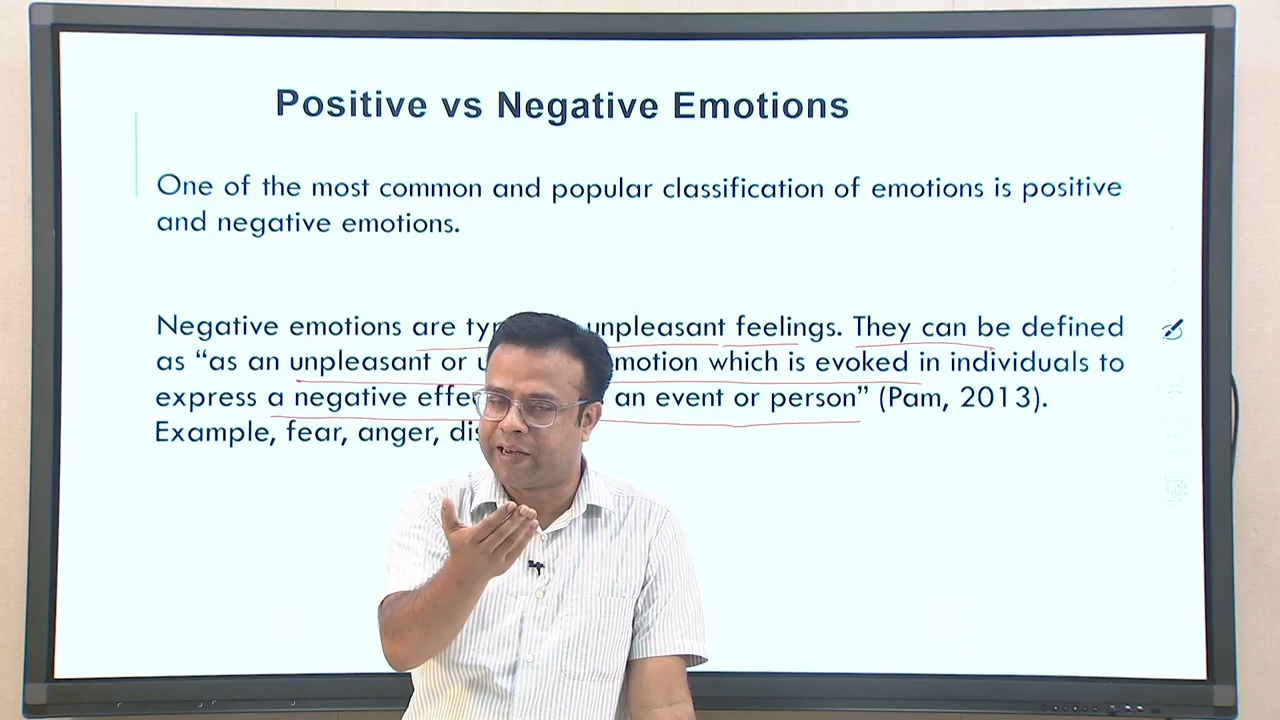 Positive vs Negative Emotions
One of the most common and popular classification of emotions is positive
and negative emotions.
Negative emotions are unpleasant feelings. They can be defined
as “as an unpleasant or which is evoked in individuals to
express a negative an event or person” (Pam, 2013).
Example, fear, anger,